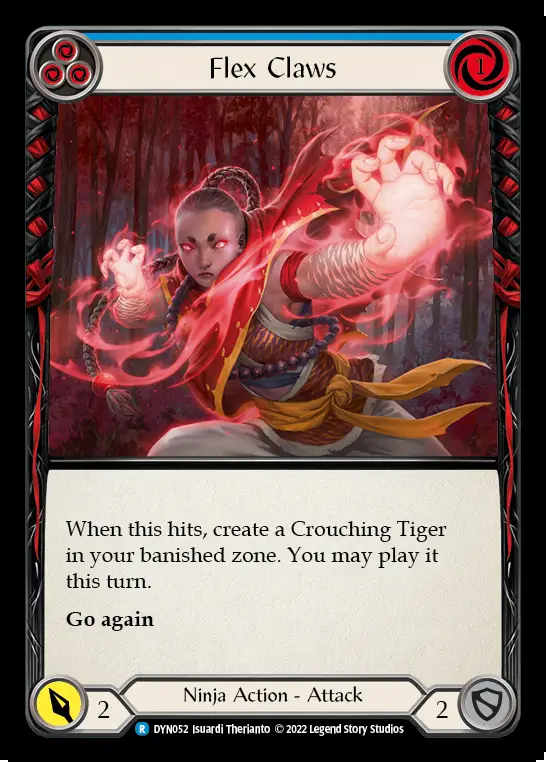 Flex Claws
1
When this hits, create a Crouching Tiger
in your banished zone. You may play it
this turn.
Go again
2
Ninja Action - Attack
2
R DYN052 Isuardi Therianto © 2022 Legend Story Studios